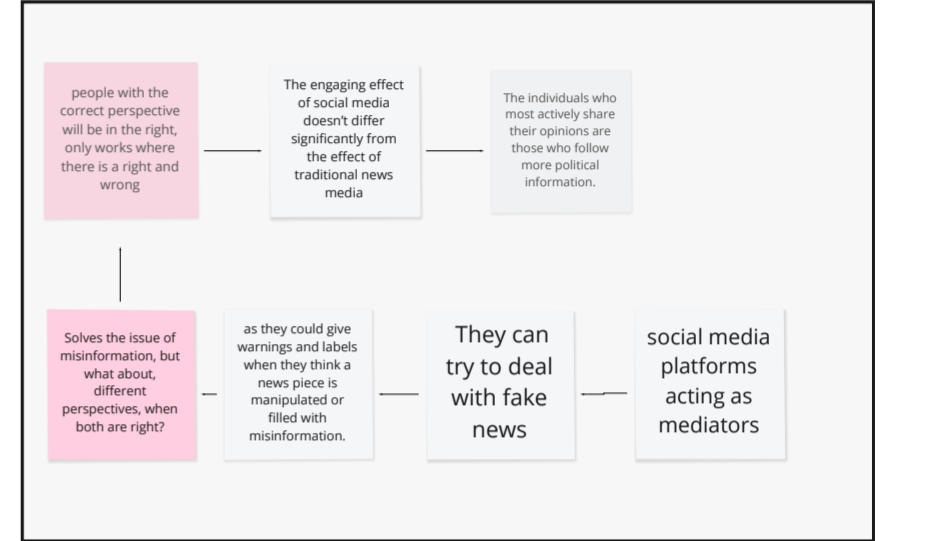 people with the
correct perspective
will be in the right,
only works where
there is a right and
wrong
The engaging effect
of social media
doesn't differ
significantly from
the effect of
traditional news
media
The individuals who
most actively share
their opinions are
those who follow
more political
information.
Solves the issue of
misinformation, but
what about,
different
perspectives, when
both are right?
as they could give
warnings and labels
when they think a
news piece is
manipulated or
filled with
misinformation.
They can
try to deal
with fake
news
social media
platforms
acting as
mediators